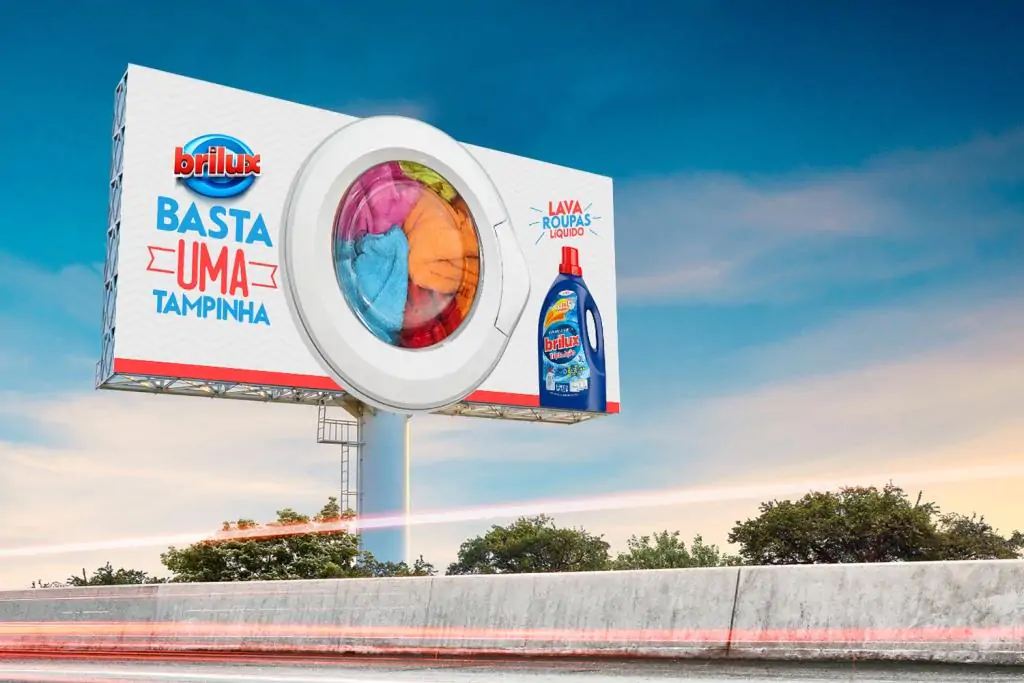 brilux
BASTA
UMA
TAMPINHA
LAVA
ROUPAS
LÍQUIDO
brilux